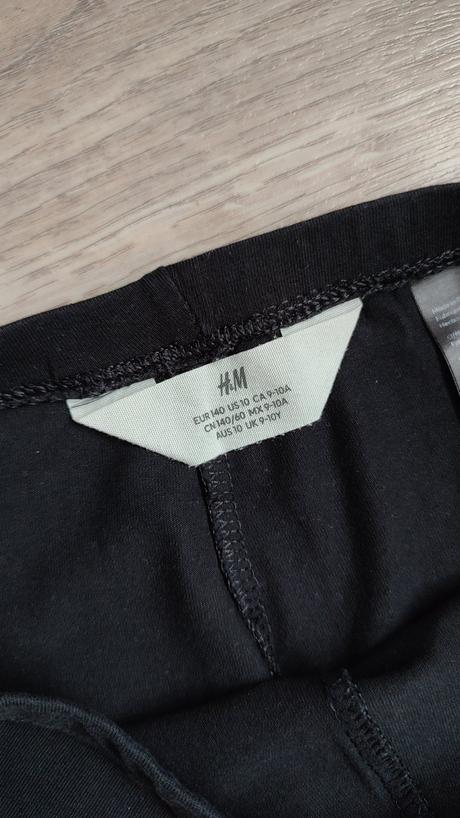 H&M
EUR 140 US 10 CA 9-10A
CN 140/60 MX 9-10A
AUS 10 UK 9-10Y